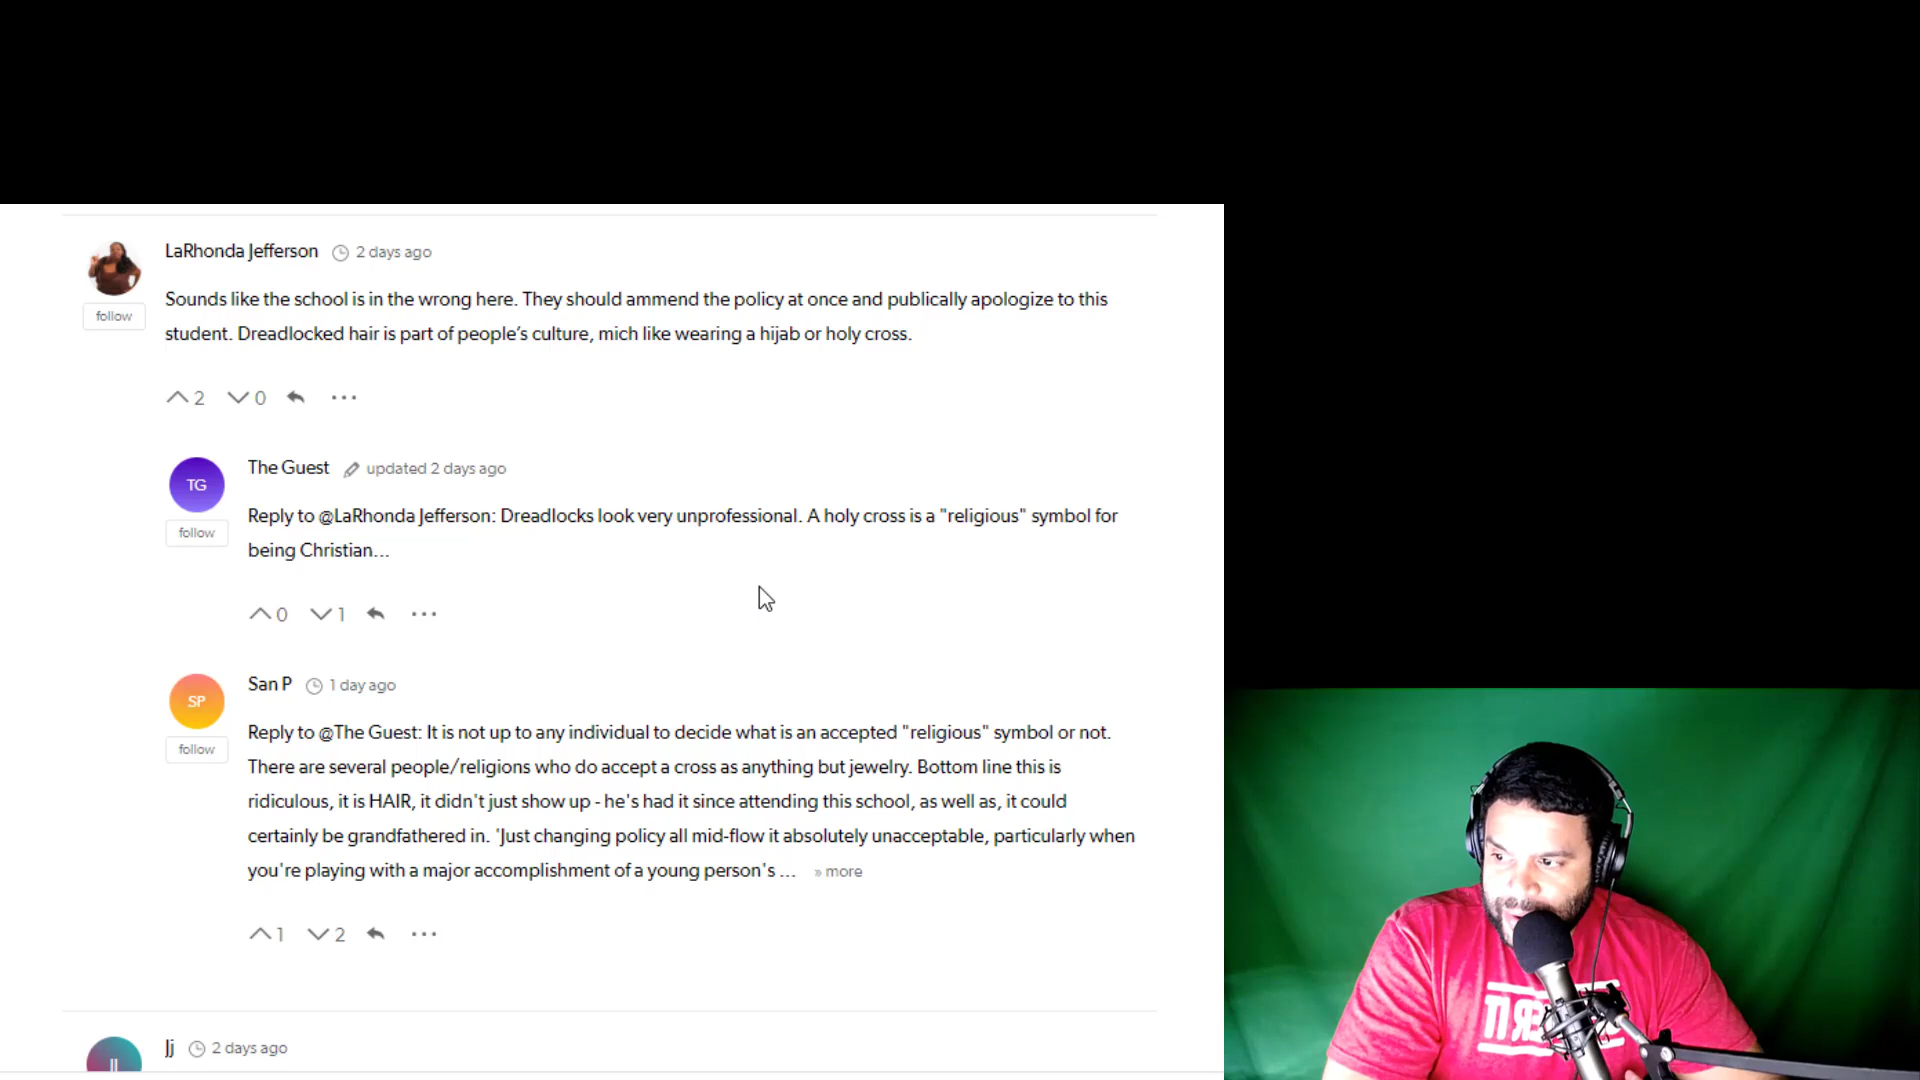 LaRhonda Jefferson 2 days ago
follow
Sounds like the school is in the wrong here. They should ammend the policy at once and publically apologize to this
student. Dreadlocked hair is part of people's culture, mich like wearing a hijab or holy cross.
2 0
TG
The Guest updated 2 days ago
follow
Reply to @LaRhonda Jefferson: Dreadlocks look very unprofessional. A holy cross is a "religious" symbol for
being Christian...
0 1
SP
San P 1 day ago
follow
Reply to @The Guest: It is not up to any individual to decide what is an accepted "religious" symbol or not.
There are several people/religions who do accept a cross as anything but jewelry. Bottom line this is
ridiculous, it is HAIR, it didn't just show up - he's had it since attending this school, as well as, it could
certainly be grandfathered in. 'Just changing policy all mid-flow it absolutely unacceptable, particularly when
you're playing with a major accomplishment of a young person's ... » more
1 2
Jj 2 days ago